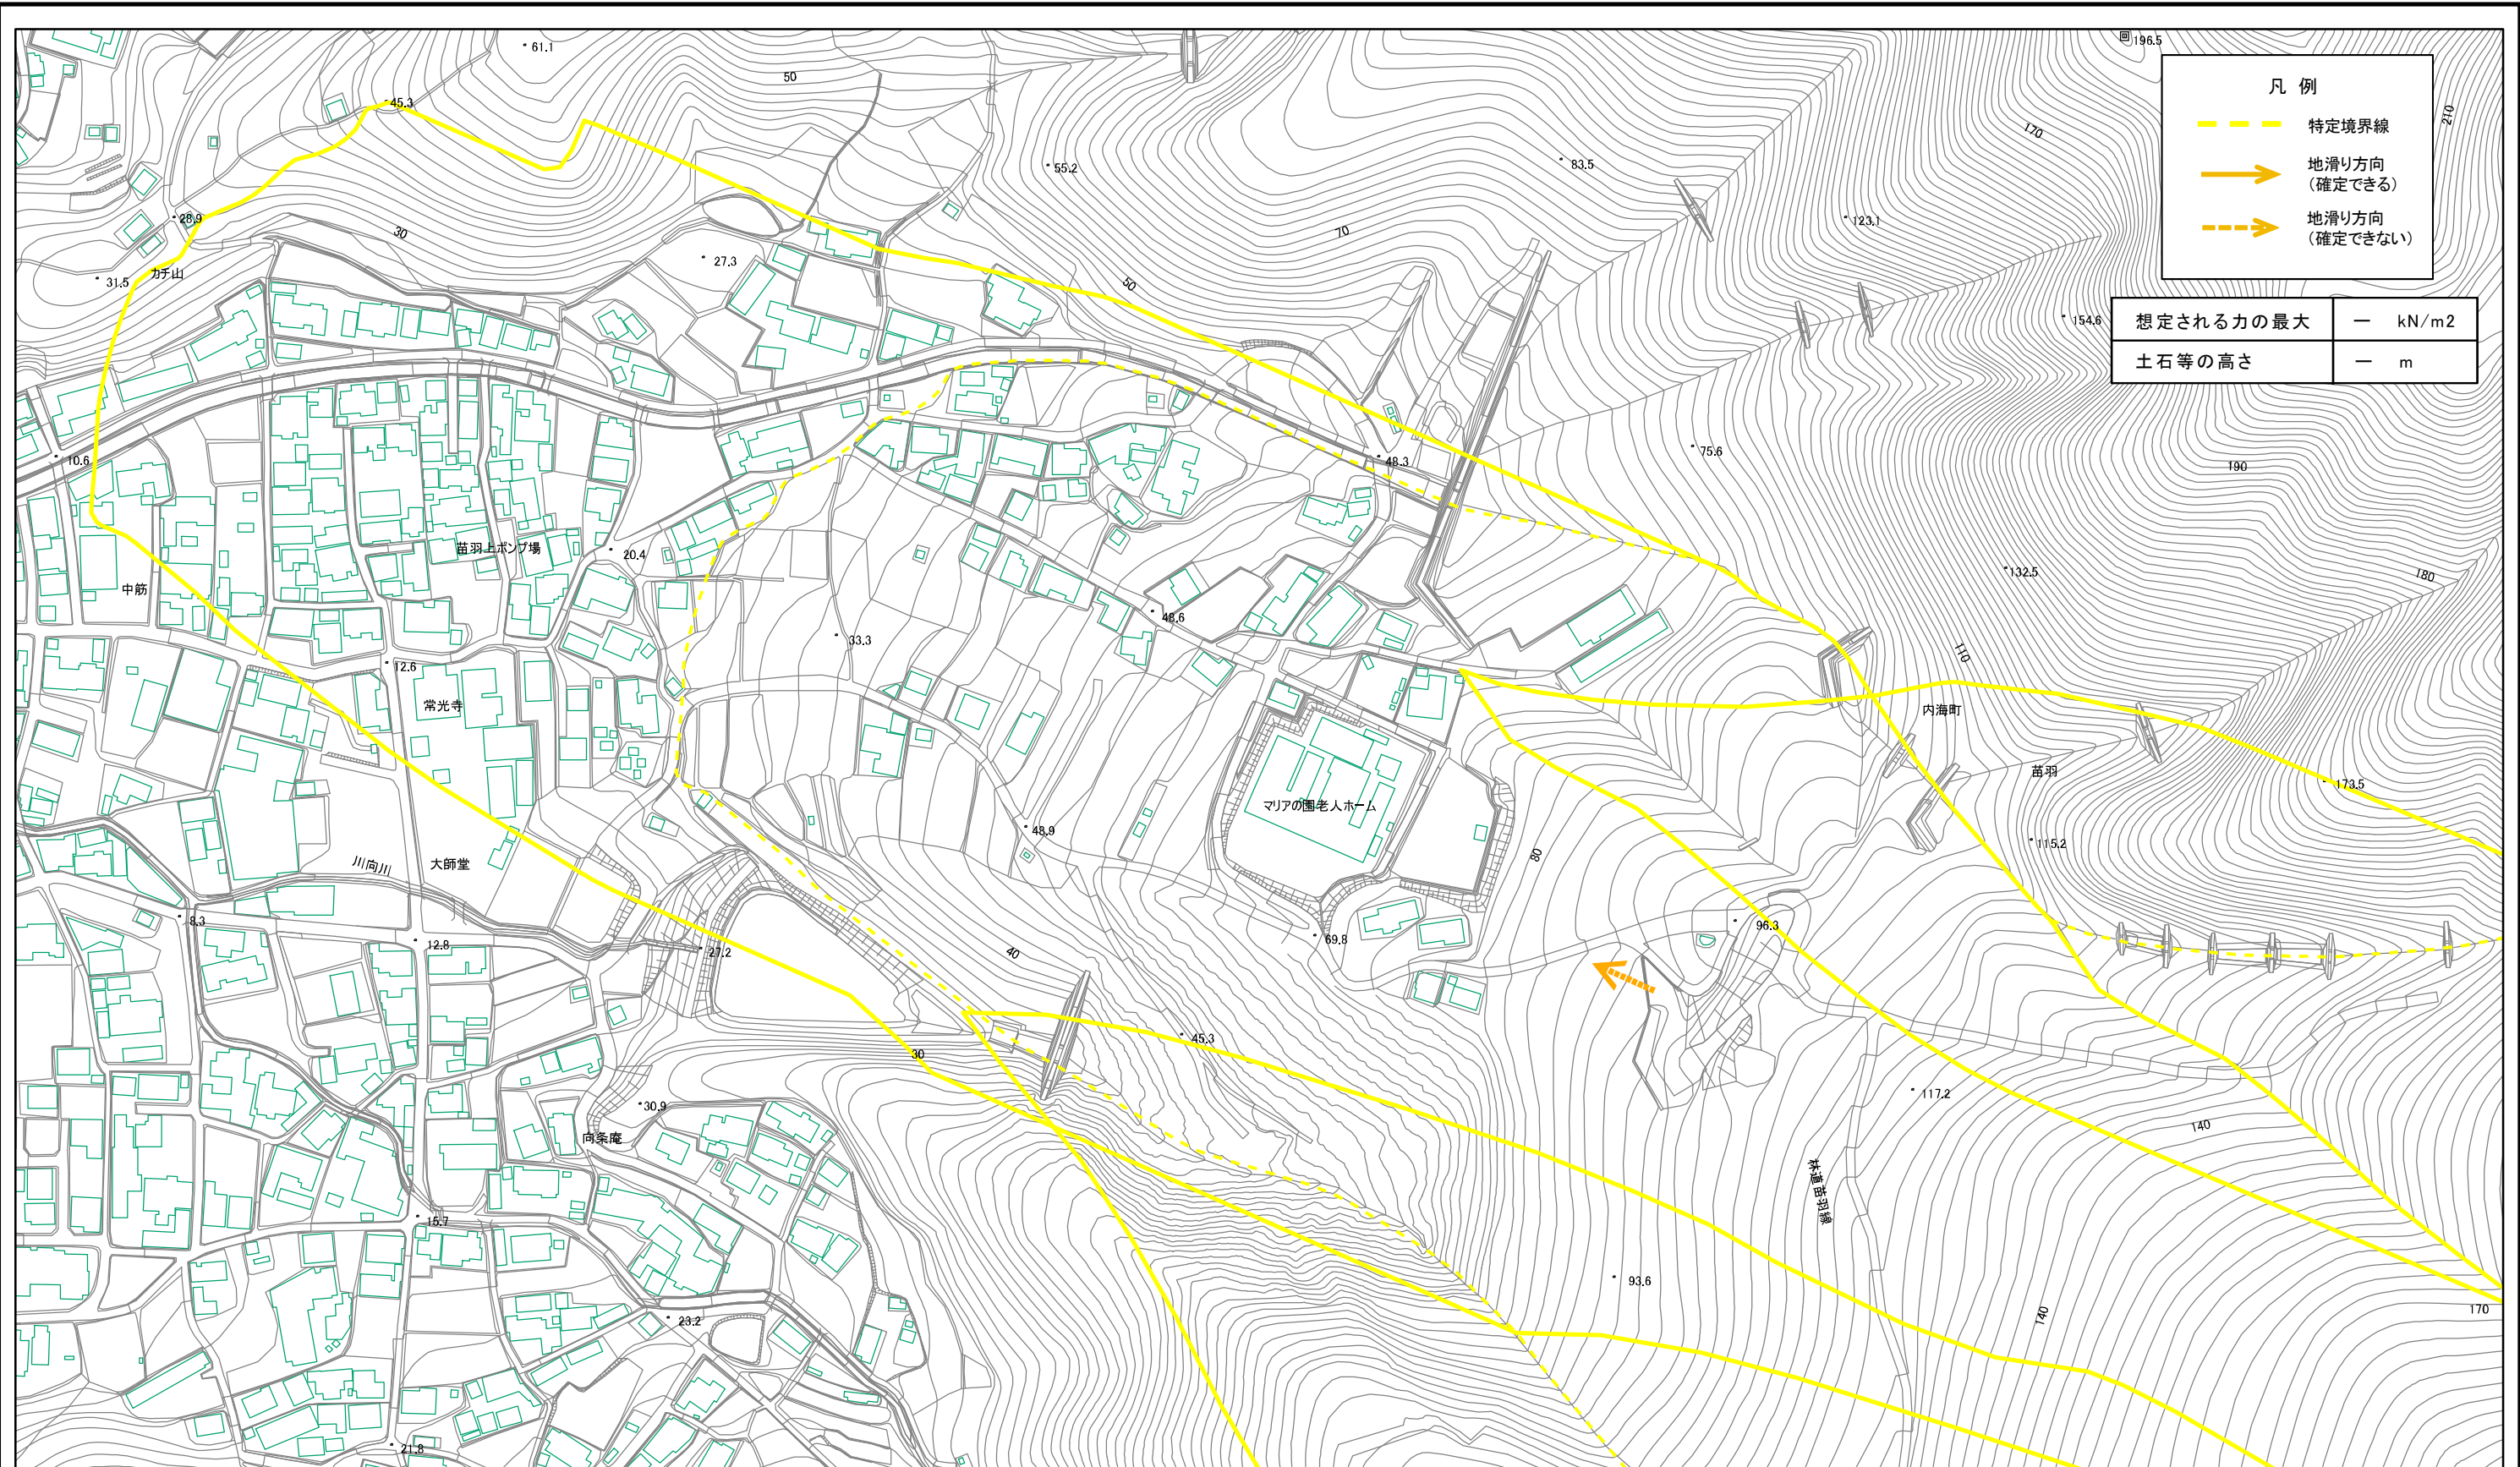 61.1
196.5
50
凡 例
45.3
210
特定境界線
170
55.2
83.5
地滑り方向
(確定できる)
28.9
123.1
地滑り方向
(確定できない)
30
70
27.3
カチ山
31.5
50
154.6
想定される力の最大 ー kN/m2
土石等の高さ ー m
10.6
48.3
75.6
190
苗羽上ポンプ場
20.4
132.5
180
中筋
48.6
33.3
12.6
110
常光寺
内海町
苗羽
173.5
マリアの園老人ホーム
48.9
115.2
80
川向川
大師堂
8.3
96.3
12.8
69.8
27.2
40
45.3
30
117.2
30.9
140
向条庵
林道苗羽線
15.7
93.6
170
23.2
140
21.8